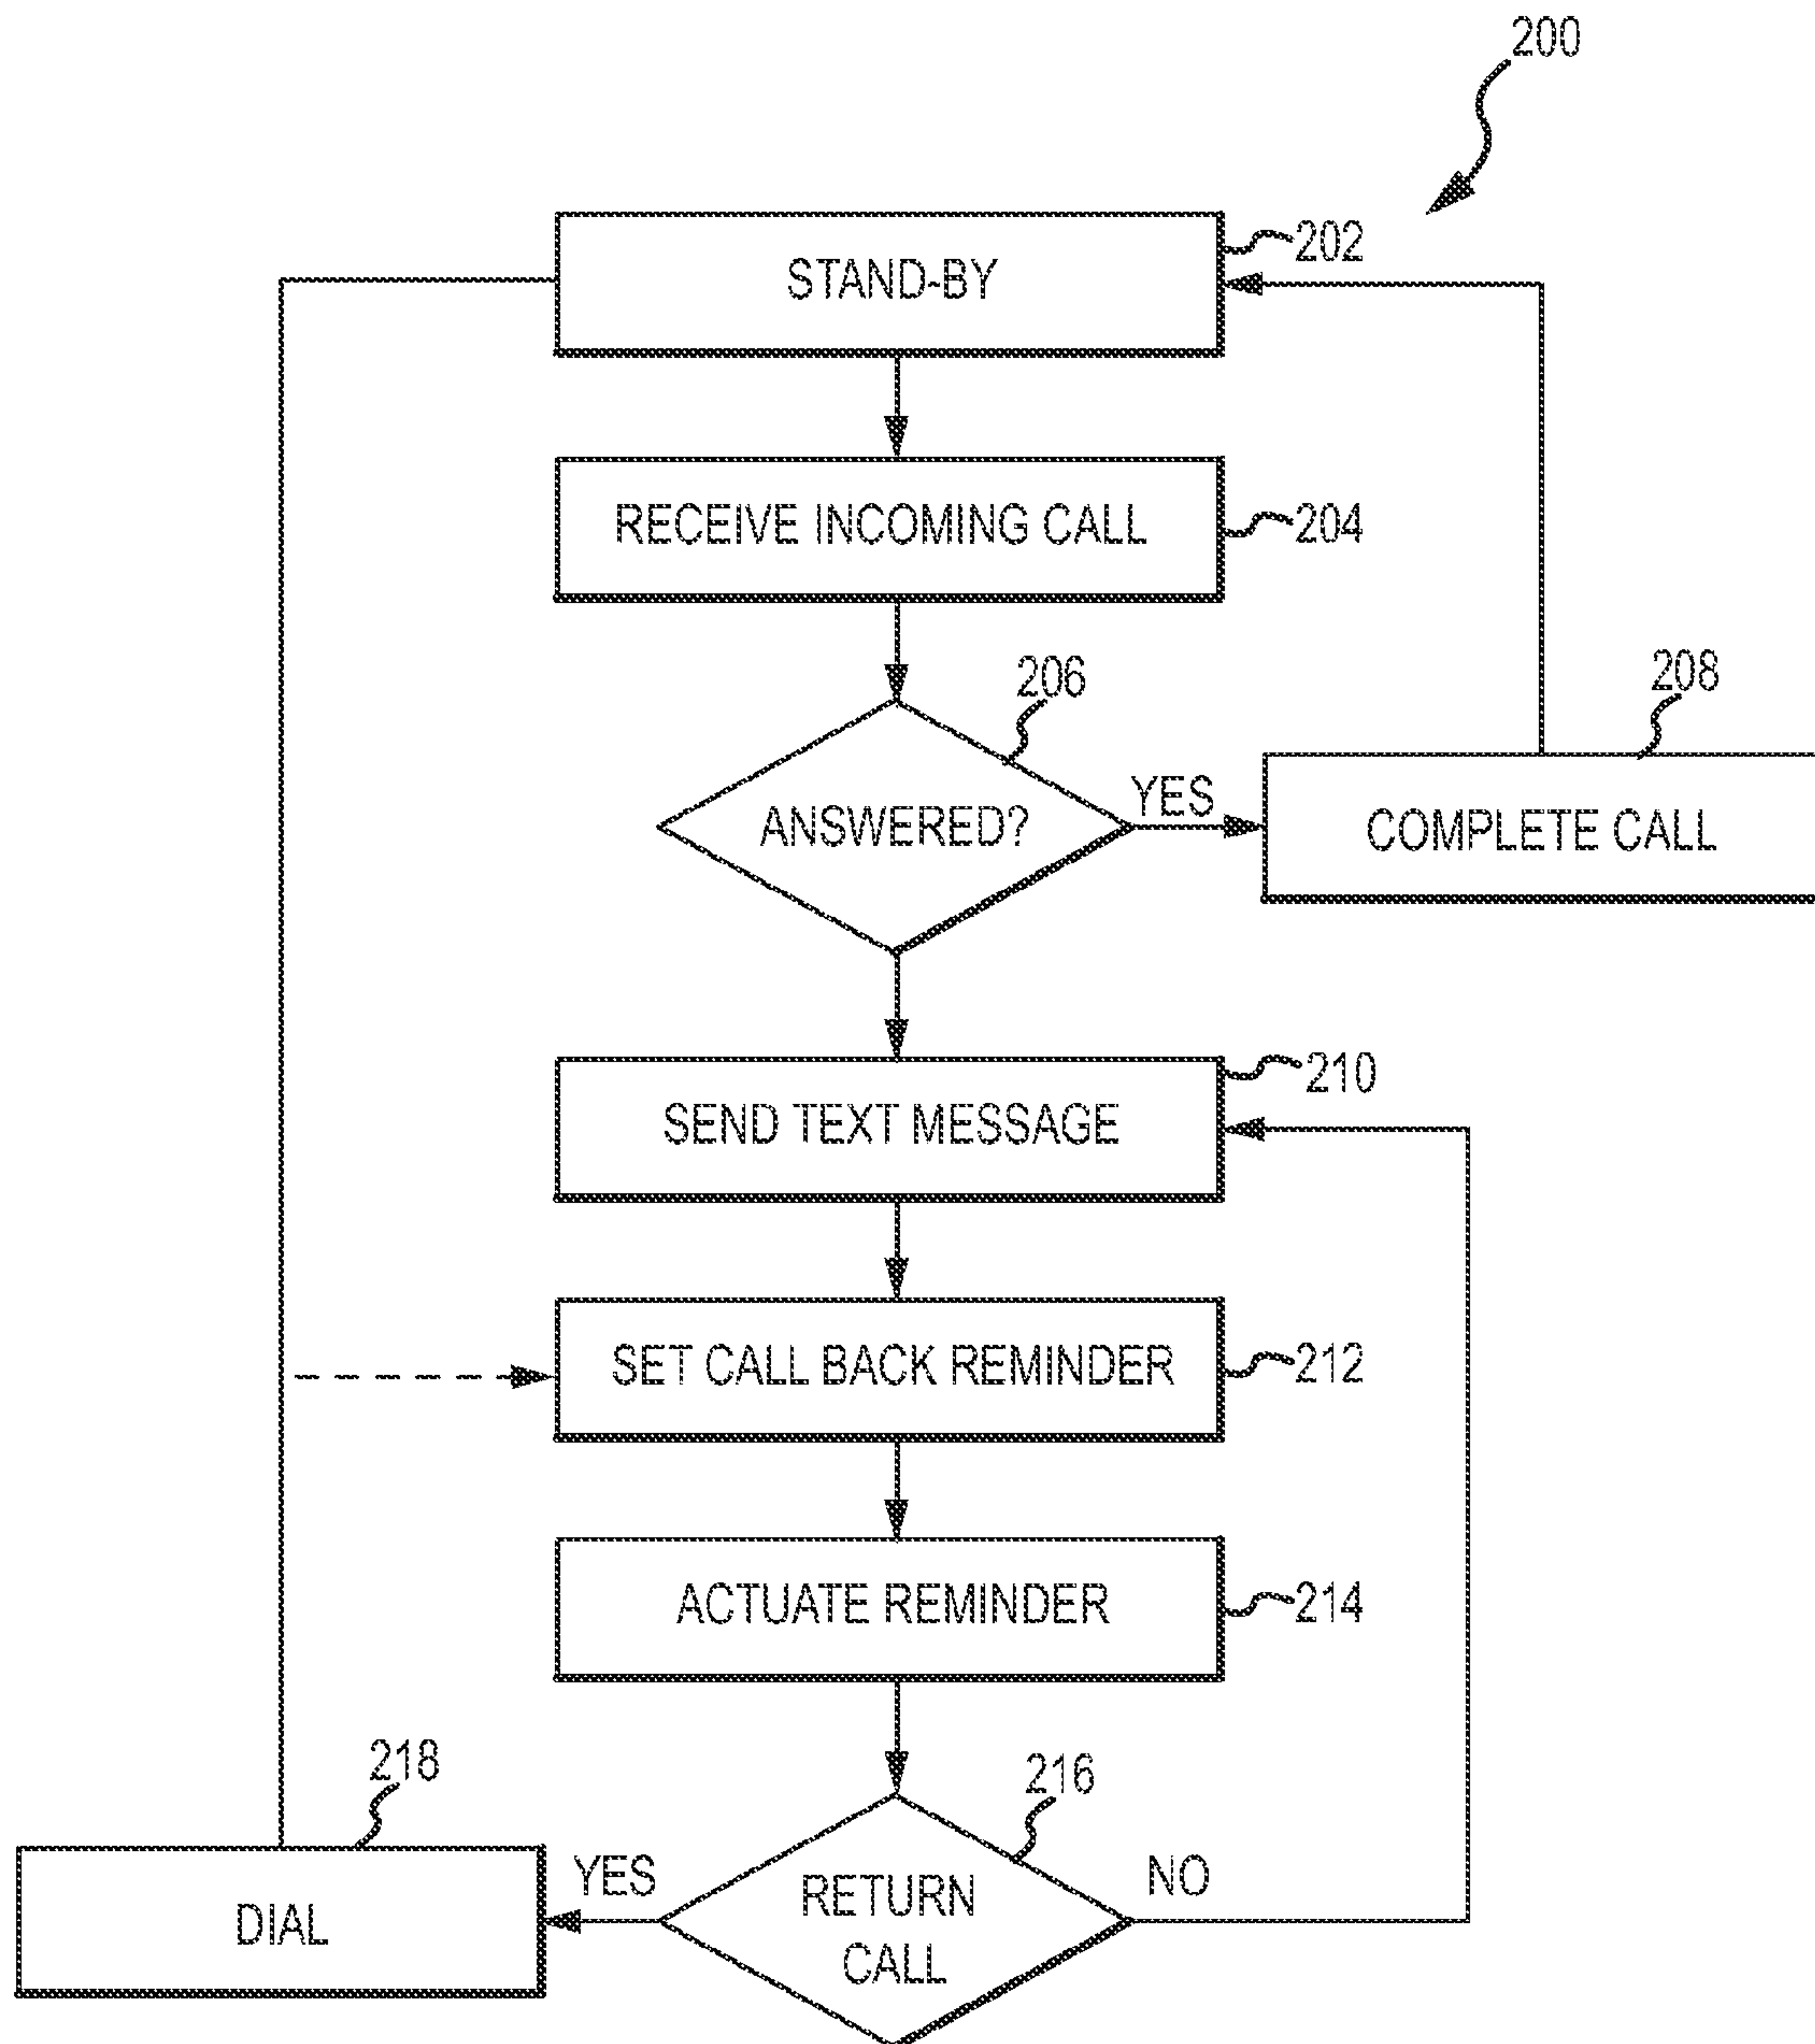 200
STAND-BY
202
RECEIVE INCOMING CALL
204
206
208
ANSWERED?
YES
COMPLETE CALL
210
SEND TEXT MESSAGE
SET CALL BACK REMINDER
212
ACTUATE REMINDER
214
218
216
YES
NO
DIAL
RETURN
CALL